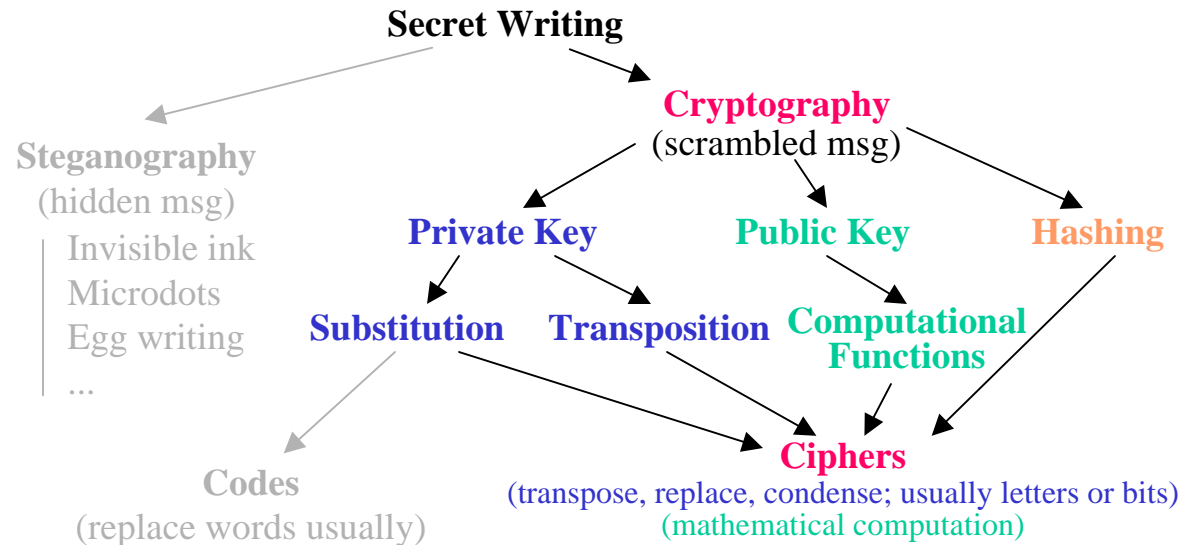 Secret Writing
Cryptography
(scrambled msg)
Steganography
(hidden msg)
Invisible ink
Microdots
Egg writing
...
Private Key
Public Key
Hashing
Substitution
Transposition
Computational
Functions
Codes
(replace words usually)
Ciphers
(transpose, replace, condense; usually letters or bits)
(mathematical computation)